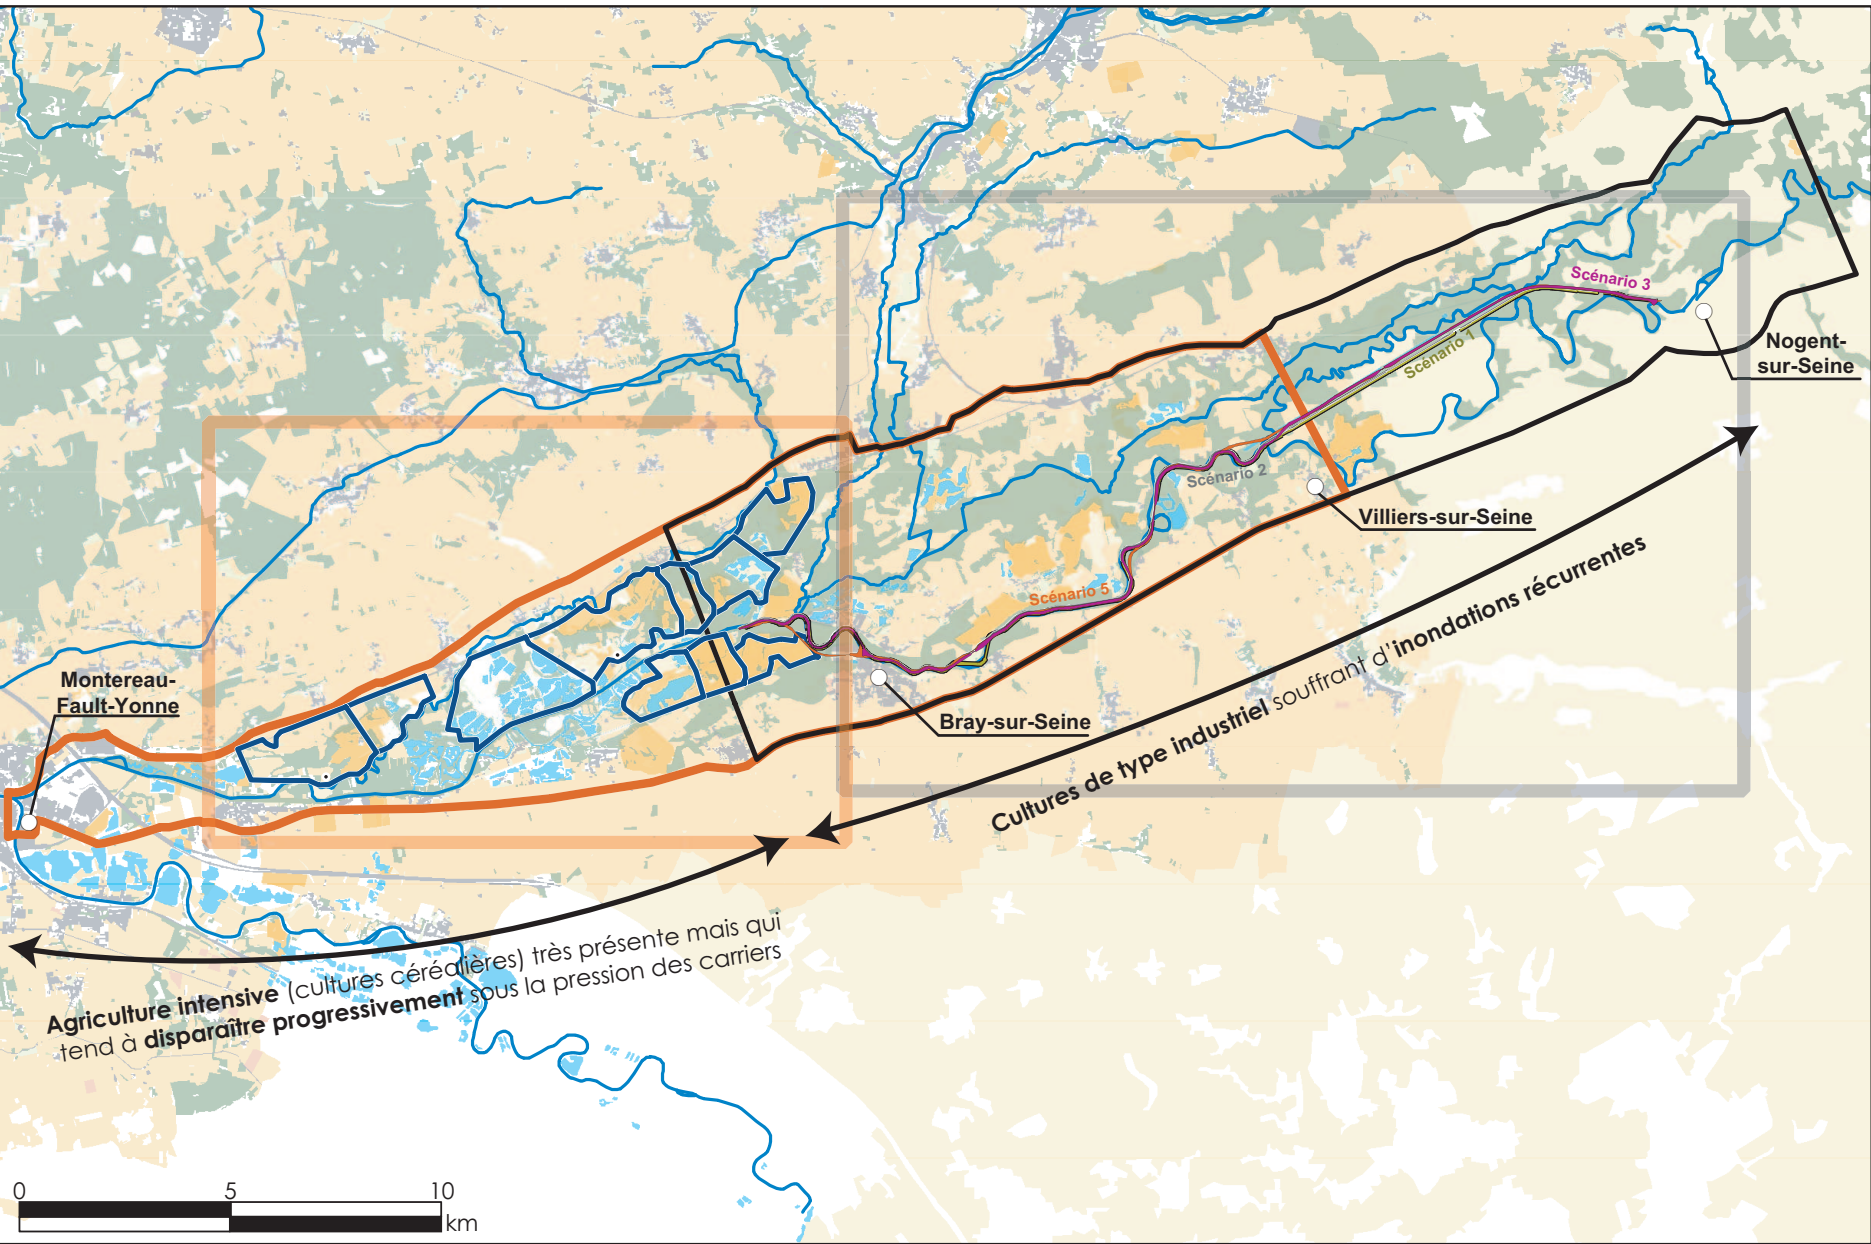 Scénario 3
Nogent-
sur-Seine
Scénario 1
Scénario 2
Villiers-sur-Seine
Scénario 5
Montereau-
Fault-Yonne
Bray-sur-Seine
Cultures de type industriel souffrant d'inondations récurrentes
Agriculture intensive (cultures céréalières) très présente mais qui
tend à disparaître progressivement sous la pression des carriers
0 5 10
km